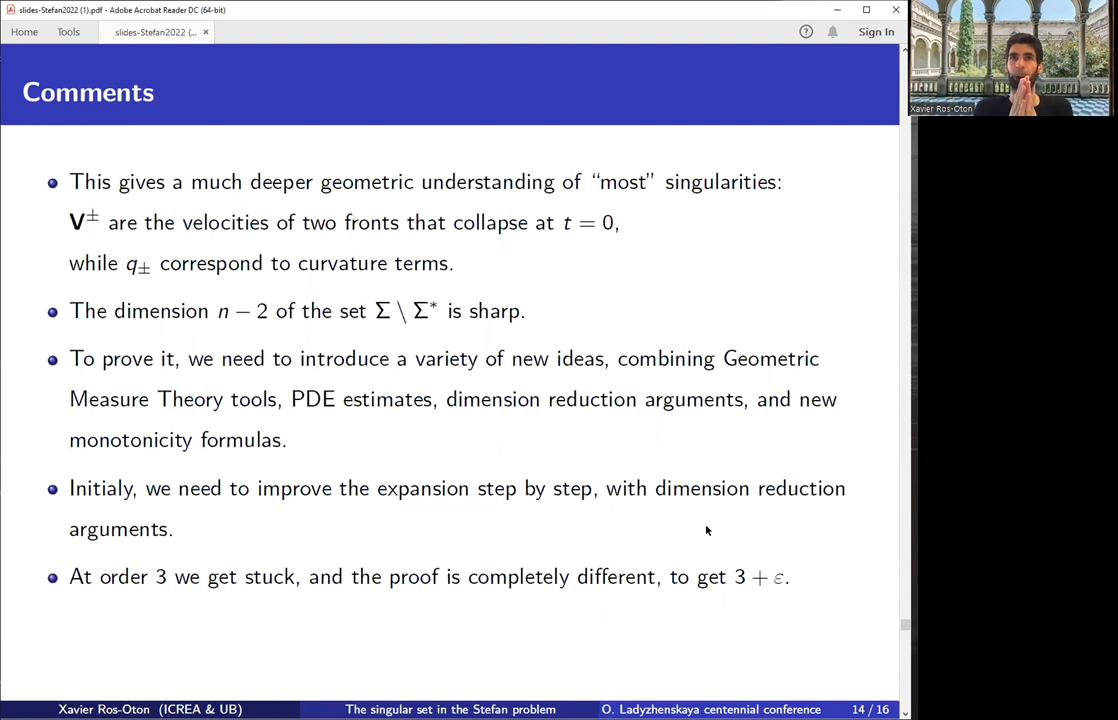 slides-Stefan2022 (1).pdf - Adobe Acrobat Reader DC (64-bit)
Home Tools slides-Stefan2022 (... × Sign In
Comments
Xavier Ros-Oton
This gives a much deeper geometric understanding of “most” singularities:
V± are the velocities of two fronts that collapse at t = 0,
while q± correspond to curvature terms.
The dimension n − 2 of the set Σ \ Σ* is sharp.
To prove it, we need to introduce a variety of new ideas, combining Geometric
Measure Theory tools, PDE estimates, dimension reduction arguments, and new
monotonicity formulas.
Initialy, we need to improve the expansion step by step, with dimension reduction
arguments.
At order 3 we get stuck, and the proof is completely different, to get 3 + ε.
Xavier Ros-Oton (ICREA & UB) The singular set in the Stefan problem O. Ladyzhenskaya centennial conference 14 / 16